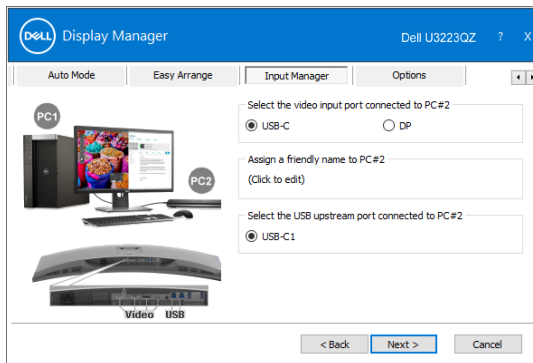 DELL Display Manager
Dell U3223QZ ? X
Auto Mode Easy Arrange Input Manager Options
PC1
PC2
Video USB
Select the video input port connected to PC#2
USB-C DP
Assign a friendly name to PC#2
(Click to edit)
Select the USB upstream port connected to PC#2
USB-C1
< Back Next > Cancel